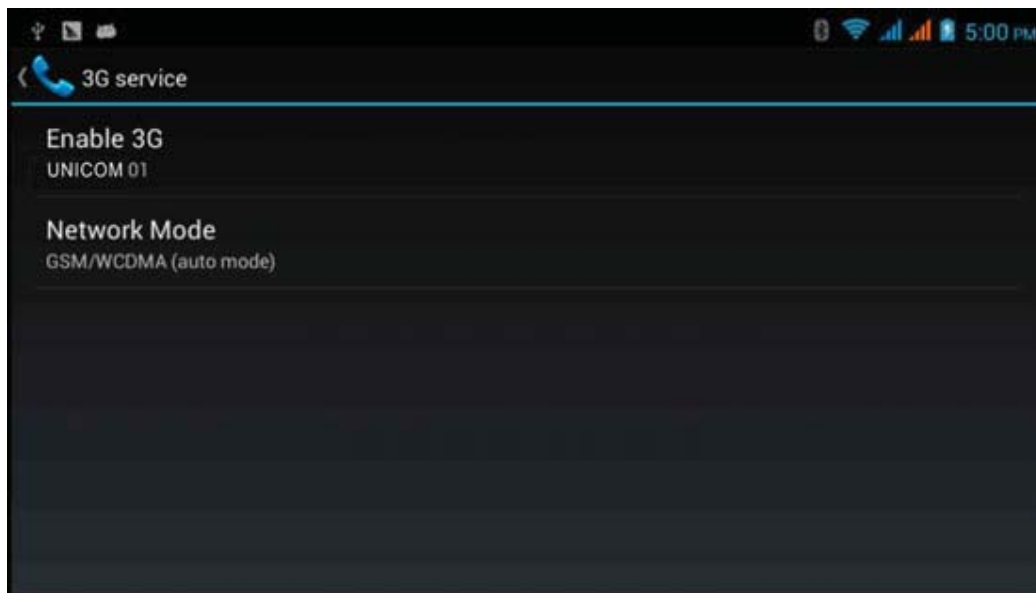 5:00 PM
3G service
Enable 3G
UNICOM 01
Network Mode
GSM/WCDMA (auto mode)